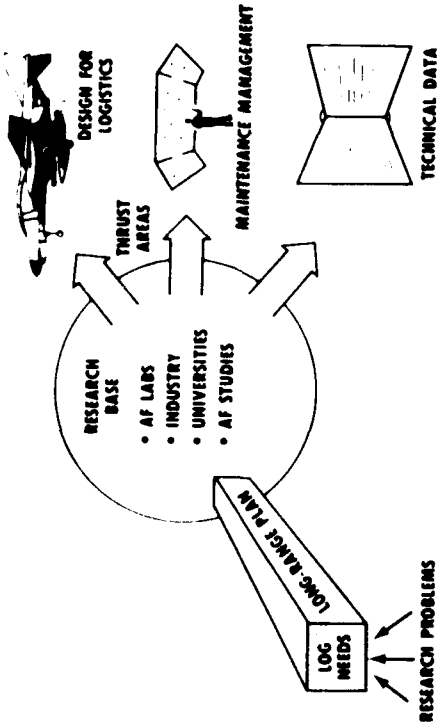 DESIGN FOR
LOGISTICS
THRUST
AREAS
MAINTENANCE MANAGEMENT
RESEARCH
BASE
• AF LABS
• INDUSTRY
• UNIVERSITIES
• AF STUDIES
TECHNICAL DATA
LONG-RANGE PLAN
LOG
NEEDS
RESEARCH PROBLEMS